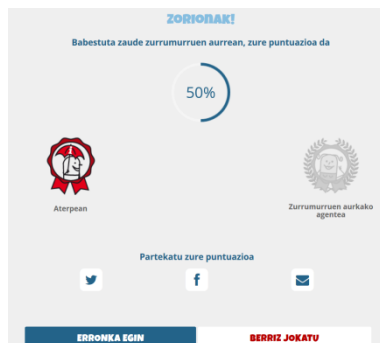 ZORIONAK!
Babestuta zaude zurrumurruen aurrean, zure puntuazioa da
50%
Aterpean
Zurrumurruen aurkako
agentea
Partekatu zure puntuazioa
ERRONKA EGIN
BERRIZ JOKATU